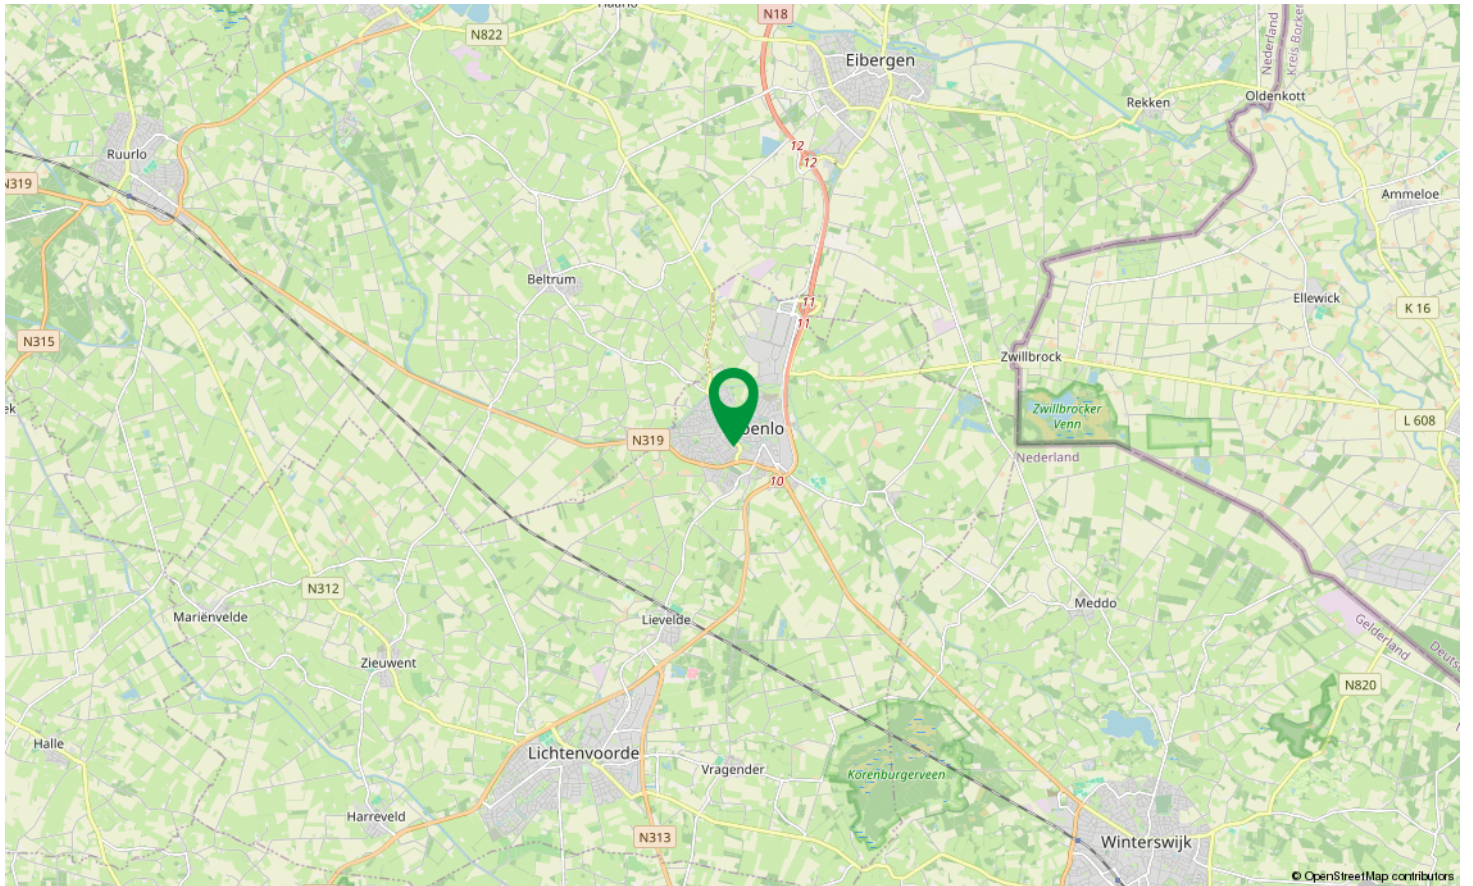 N18
N822
Eibergen
Nederland
Kreis Borken
Rekken
Oldenkott
12
12
Ruurlo
N319
Ammeloe
Beltrum
11
11
Ellewick
K 16
N315
Zwillbrock
Zwillbrocker
Venn
L 608
N319
Nederland
10
N312
Mariënvelde
Lievelde
Meddo
Gelderland
Zieuwent
N820
Halle
Lichtenvoorde
Vragender
Korenburgerveen
Harreveld
N313
Winterswijk
© OpenStreetMap contributors